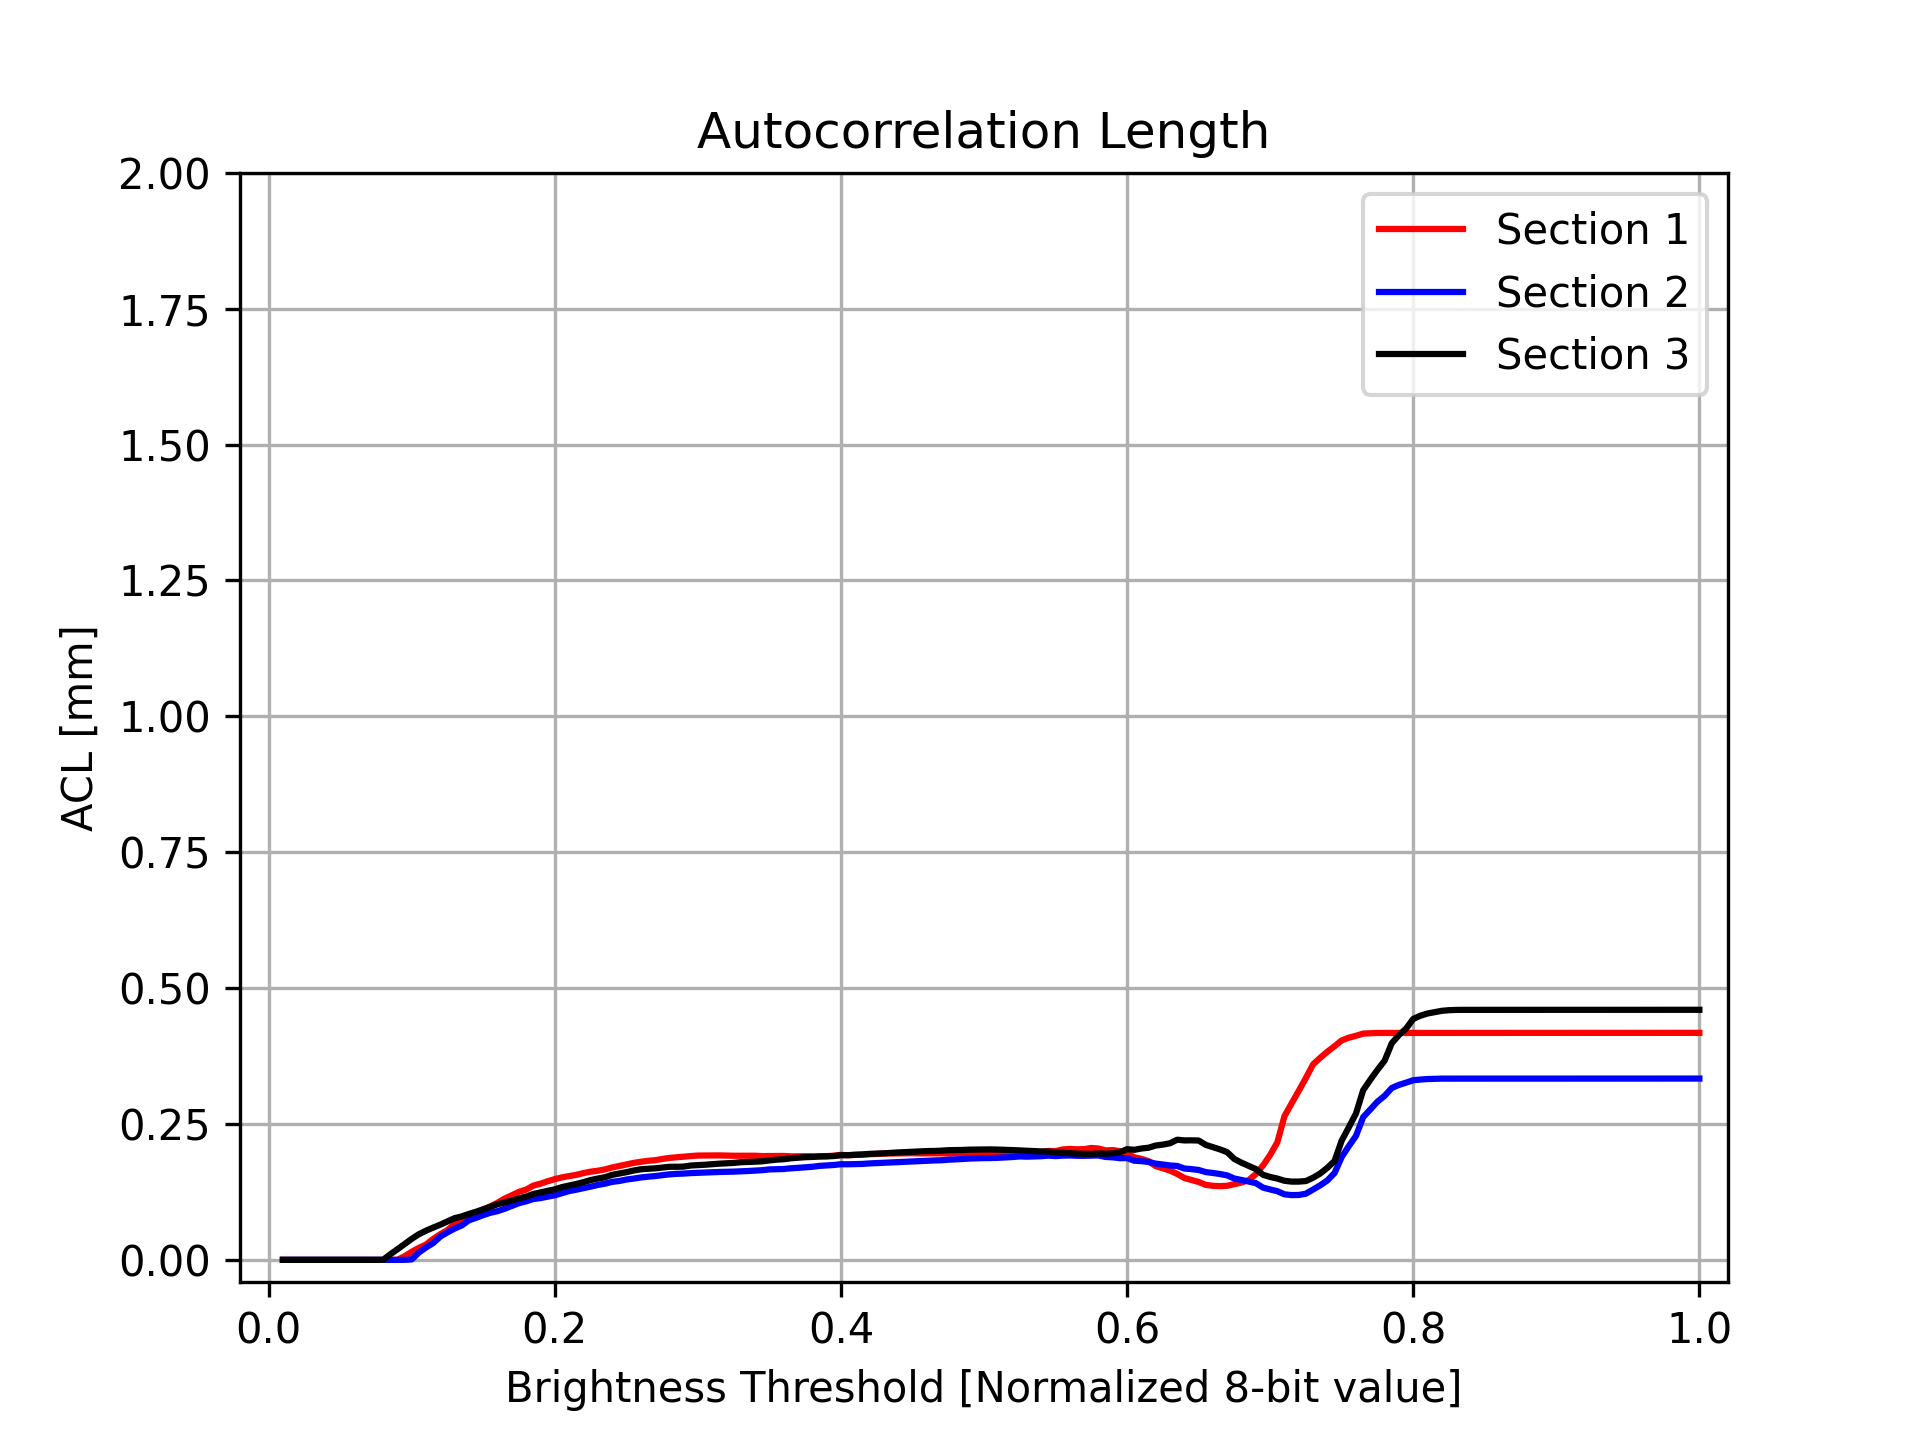 Autocorrelation Length
2.00
1.75
1.50
1.25
1.00
0.75
0.50
0.25
0.00
ACL [mm]
Section 1
Section 2
Section 3
0.0 0.2 0.4 0.6 0.8 1.0
Brightness Threshold [Normalized 8-bit value]